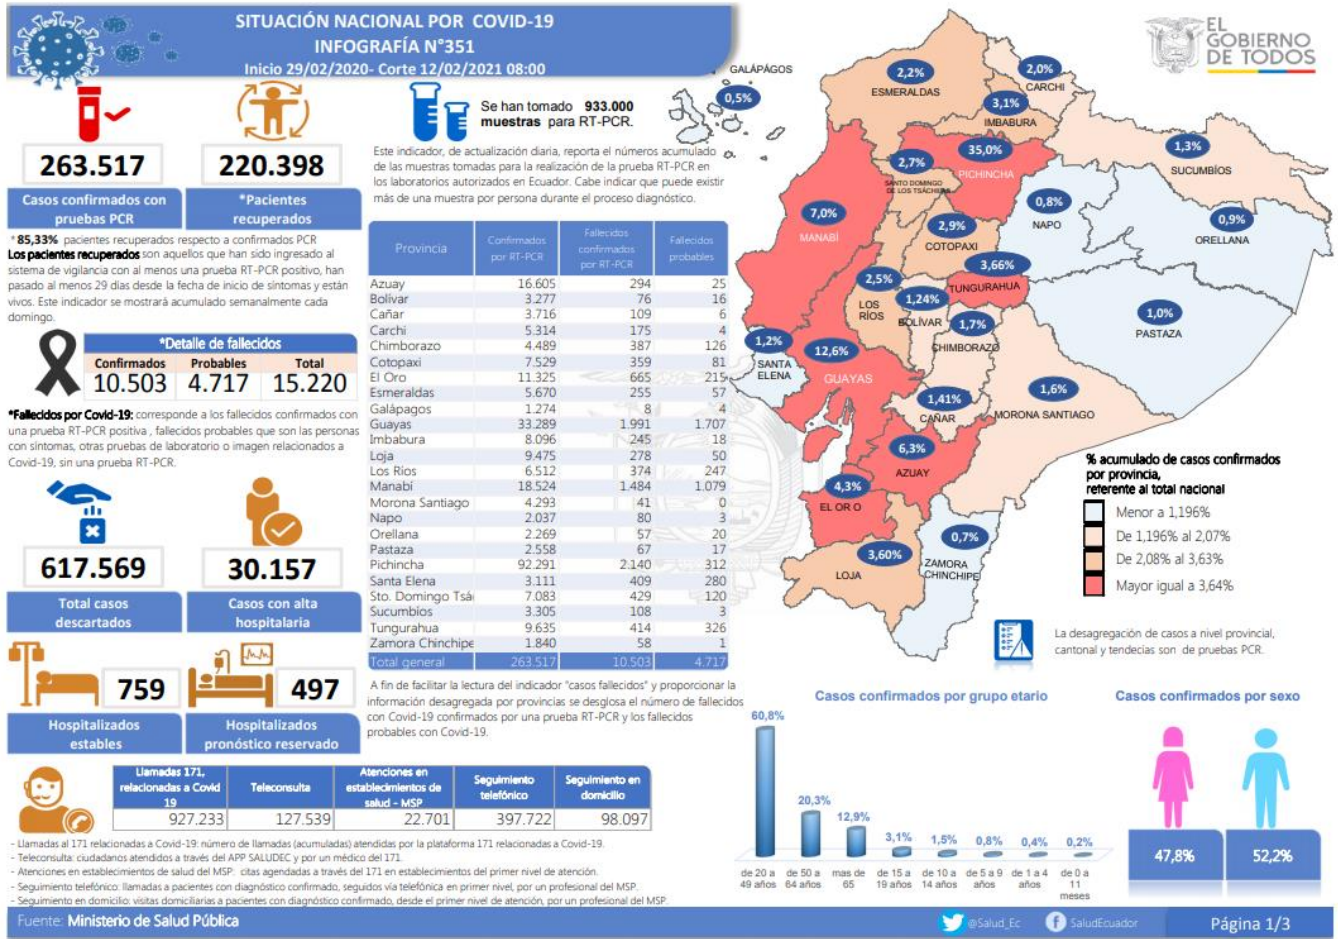 SITUACIÓN NACIONAL POR COVID-19
INFOGRAFÍA N°351
Inicio 29/02/2020- Corte 12/02/2021 08:00
263.517
Casos confirmados con
pruebas PCR
220.398
*Pacientes
recuperados
*85,33% pacientes recuperados respecto a confirmados PCR
Los pacientes recuperados son aquellos que han sido ingresado al
sistema de vigilancia con al menos una prueba RT-PCR positivo, han
pasado al menos 29 días desde la fecha de inicio de síntomas y están
vivos. Este indicador se mostrará acumulado semanalmente cada
domingo.
*Detalle de fallecidos
Confirmados Probables Total
10.503 4.717 15.220
*Fallecidos por Covid-19: corresponde a los fallecidos confirmados con
una prueba RT-PCR positiva , fallecidos probables que son las personas
con síntomas, otras pruebas de laboratorio o imagen relacionados a
Covid-19, sin una prueba RT-PCR.
617.569
Total casos
descartados
30.157
Casos con alta
hospitalaria
759
Hospitalizados
estables
497
Hospitalizados
pronóstico reservado
Se han tomado 933.000
muestras para RT-PCR.
Este indicador, de actualización diaria, reporta el números acumulado
de las muestras tomadas para la realización de la prueba RT-PCR en
los laboratorios autorizados en Ecuador. Cabe indicar que puede existir
más de una muestra por persona durante el proceso diagnóstico.
Provincia Confirmados por RT-PCR Fallecidos confirmados por RT-PCR Fallecidos probables
Azuay 16.605 294 25
Bolívar 3.277 76 16
Cañar 3.716 109 6
Carchi 5.314 175 4
Chimborazo 4.489 387 126
Cotopaxi 7.529 359 81
El Oro 11.325 665 215
Esmeraldas 5.670 255 57
Galápagos 1.274 8 4
Guayas 33.289 1.991 1.707
Imbabura 8.096 245 18
Loja 9.475 278 50
Los Ríos 6.512 374 247
Manabí 18.524 1.484 1.079
Morona Santiago 4.293 41 0
Napo 2.037 80 3
Orellana 2.269 57 20
Pastaza 2.558 67 17
Pichincha 92.291 2.140 312
Santa Elena 3.111 409 280
Sto. Domingo Tsá 7.083 429 120
Sucumbíos 3.305 108 3
Tungurahua 9.635 414 326
Zamora Chinchipe 1.840 58 1
Total general 263.517 10.503 4.717
A fin de facilitar la lectura del indicador "casos fallecidos" y proporcionar la
información desagregada por provincias se desglosa el número de fallecidos
con Covid-19 confirmados por una prueba RT-PCR y los fallecidos
probables con Covid-19.
EL
GOBIERNO
DE TODOS
GALÁPAGOS
0,5%
2,2%
ESMERALDAS
2,0%
CARCHI
3,1%
IMBABURA
35,0%
PICHINCHA
1,3%
SUCUMBÍOS
2,7%
SANTO DOMINGO
DE LOS TSÁCHILAS
7,0%
MANABÍ
0,8%
NAPO
0,9%
ORELLANA
2,9%
COTOPAXI
3,66%
TUNGURAHUA
2,5%
LOS
RÍOS
1,24%
BOLÍVAR
1,7%
CHIMBORAZO
1,0%
PASTAZA
1,2%
SANTA
ELENA
12,6%
GUAYAS
1,41%
CAÑAR
1,6%
MORONA SANTIAGO
6,3%
AZUAY
4,3%
EL OR O
3,60%
LOJA
0,7%
ZAMORA
CHINCHIPE
% acumulado de casos confirmados
por provincia,
referente al total nacional
Menor a 1,196%
De 1,196% al 2,07%
De 2,08% al 3,63%
Mayor igual a 3,64%
La desagregación de casos a nivel provincial,
cantonal y tendecias son de pruebas PCR.
Casos confirmados por grupo etario
60,8%
20,3%
12,9%
3,1%
1,5%
0,8%
0,4%
0,2%
de 20 a 49 años
de 50 a 64 años
mas de 65
de 15 a 19 años
de 10 a 14 años
de 5 a 9 años
de 1 a 4 años
de 0 a 11 meses
Casos confirmados por sexo
47,8%
52,2%
Llamadas 171, relacionadas a Covid 19
927.233
Teleconsulta
127.539
Atenciones en establecimientos de salud - MSP
22.701
Seguimiento telefónico
397.722
Seguimiento en domicilio
98.097
- Llamadas al 171 relacionadas a Covid-19: número de llamadas (acumuladas) atendidas por la plataforma 171 relacionadas a Covid-19.
- Teleconsulta: ciudadanos atendidos a través del APP SALUDEC y por un médico del 171.
- Atenciones en establecimientos de salud del MSP: citas agendadas a través del 171 en establecimientos del primer nivel de atención.
- Seguimiento telefónico: llamadas a pacientes con diagnóstico confirmado, seguidos vía telefónica en primer nivel, por un profesional del MSP.
- Seguimiento en domicilio: visitas domiciliarias a pacientes con diagnóstico confirmado, desde el primer nivel de atención, por un profesional del MSP.
Fuente: Ministerio de Salud Pública
@Salud_Ec
SaludEcuador
Página 1/3